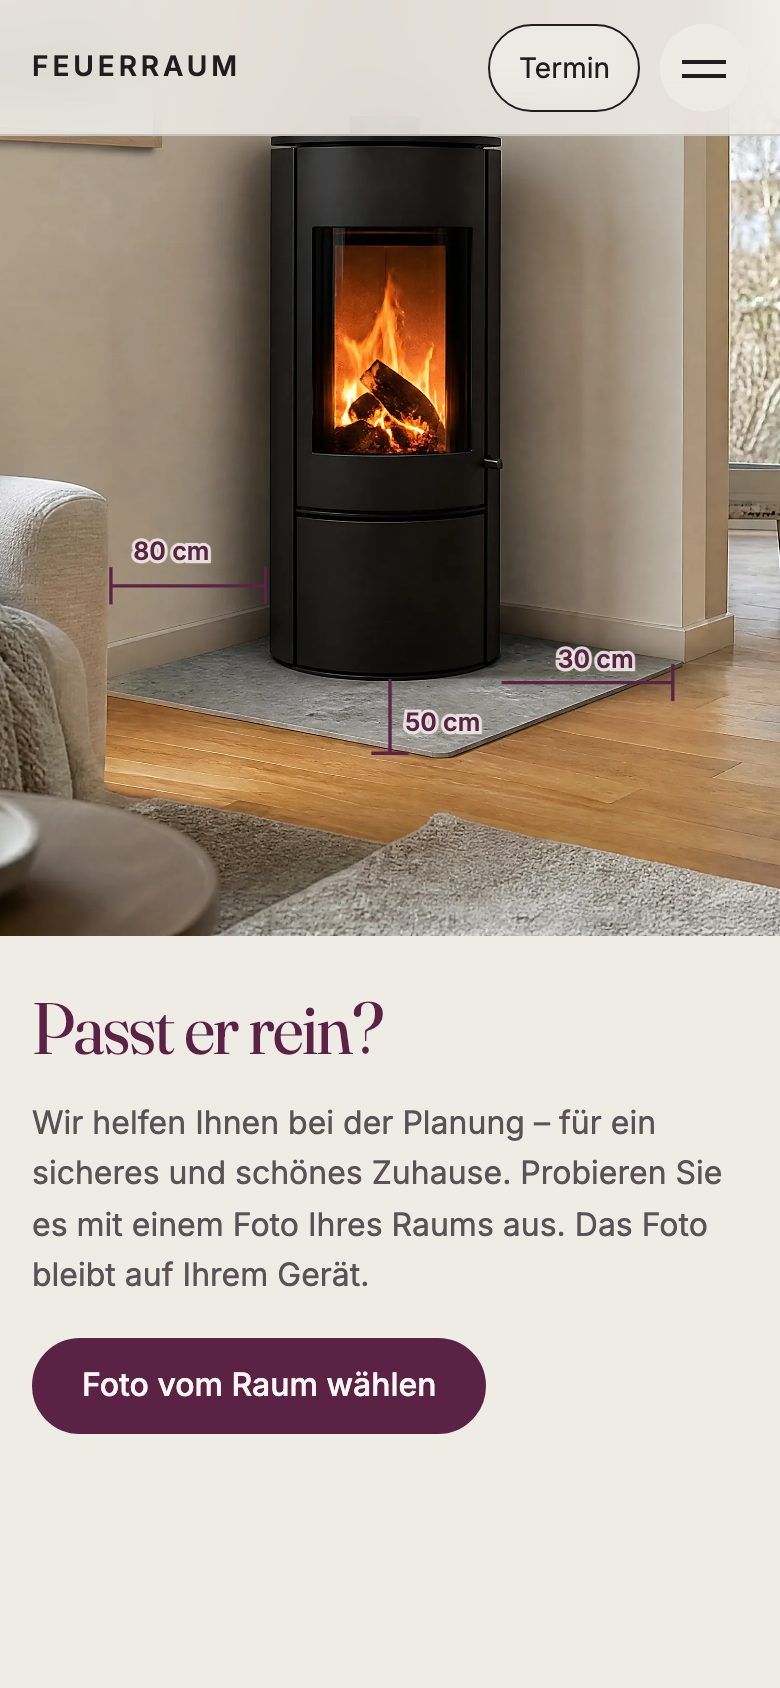 FEUERRAUM
Termin
80 cm
30 cm
50 cm
Passt er rein?
Wir helfen Ihnen bei der Planung – für ein
sicheres und schönes Zuhause. Probieren Sie
es mit einem Foto Ihres Raums aus. Das Foto
bleibt auf Ihrem Gerät.
Foto vom Raum wählen